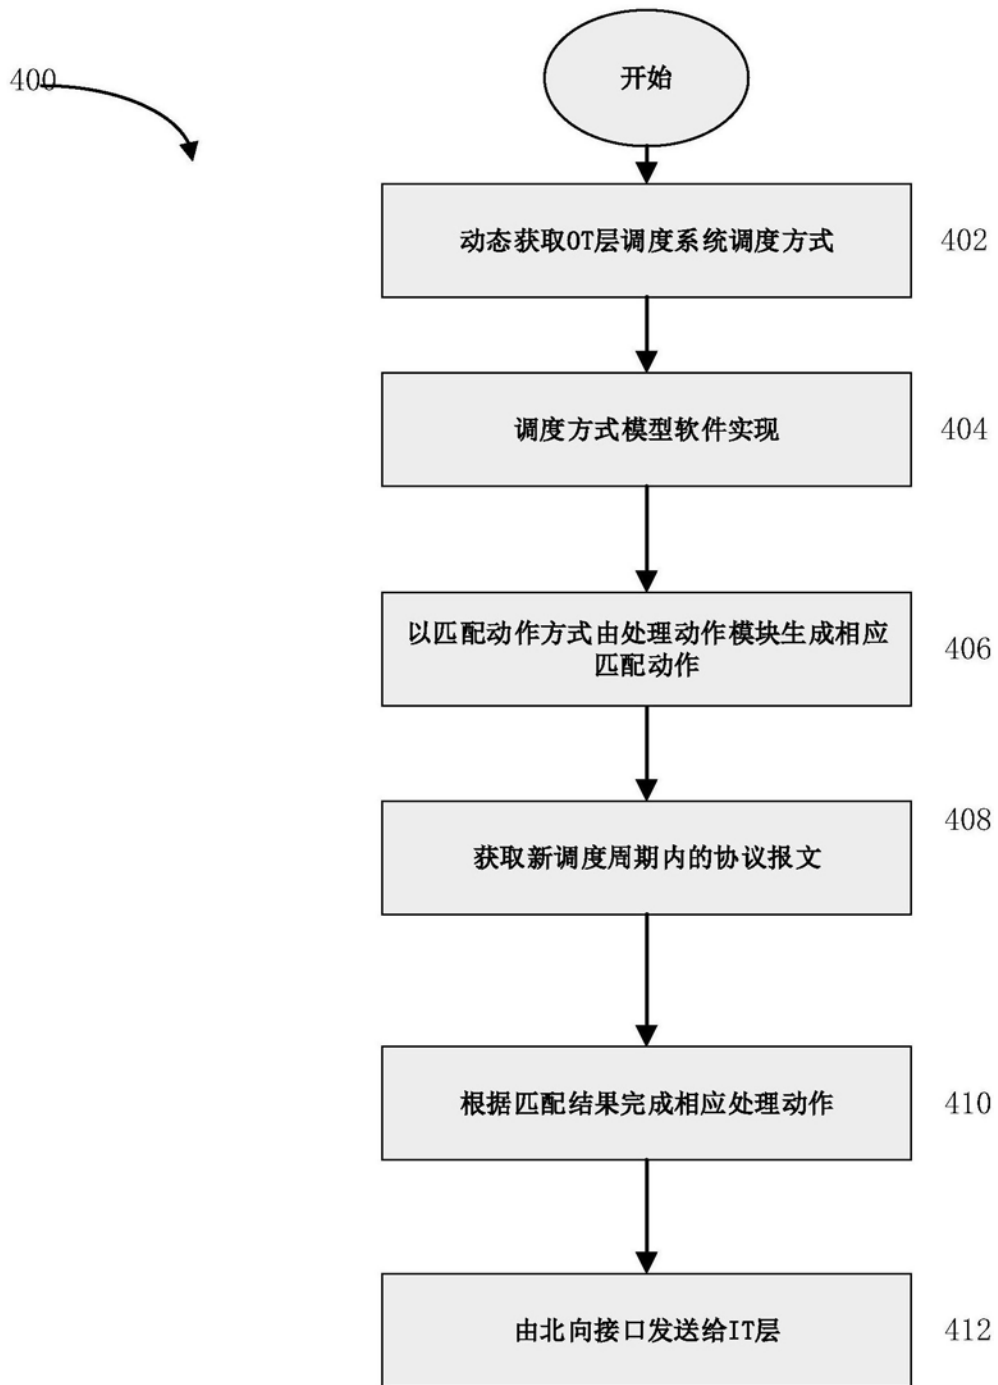 400
开始
动态获取OT层调度系统调度方式
402
调度方式模型软件实现
404
以匹配动作方式由处理动作模块生成相应
匹配动作
406
获取新调度周期内的协议报文
408
根据匹配结果完成相应处理动作
410
由北向接口发送给IT层
412